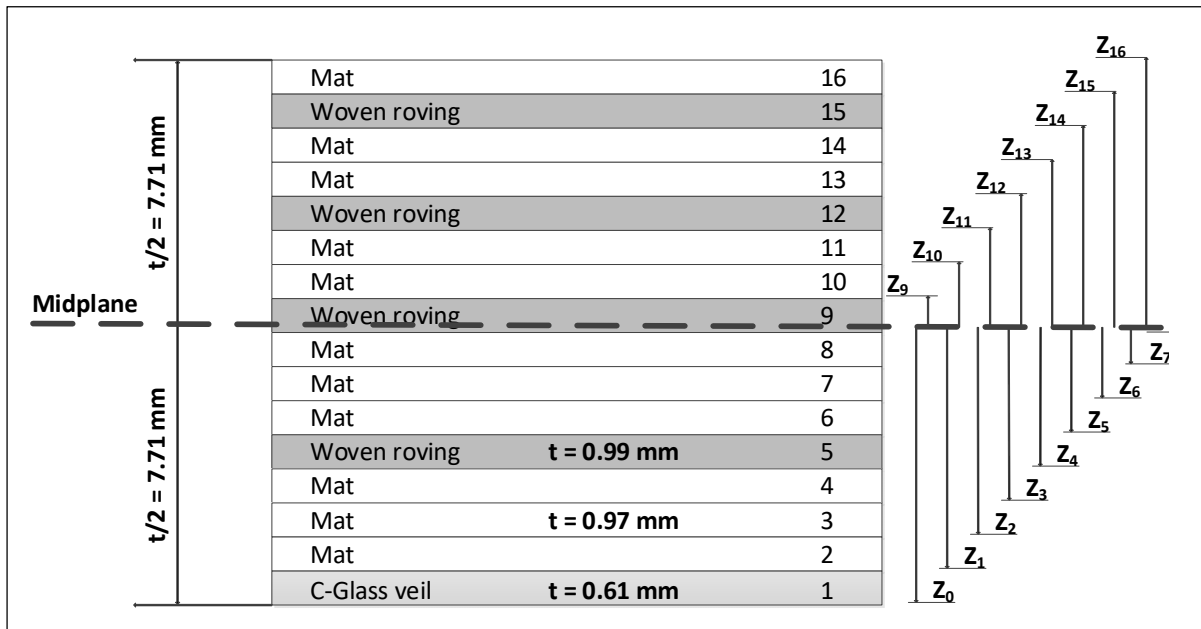 Mat 16
Woven roving 15
Mat 14
Mat 13
Woven roving 12
Mat 11
Mat 10
Woven roving 9
Mat 8
Mat 7
Mat 6
Woven roving t = 0.99 mm 5
Mat 4
Mat t = 0.97 mm 3
Mat 2
C-Glass veil t = 0.61 mm 1
t/2 = 7.71 mm
Midplane
t/2 = 7.71 mm
Z16
Z15
Z14
Z13
Z12
Z11
Z10
Z9
Z7
Z6
Z5
Z4
Z3
Z2
Z1
Z0